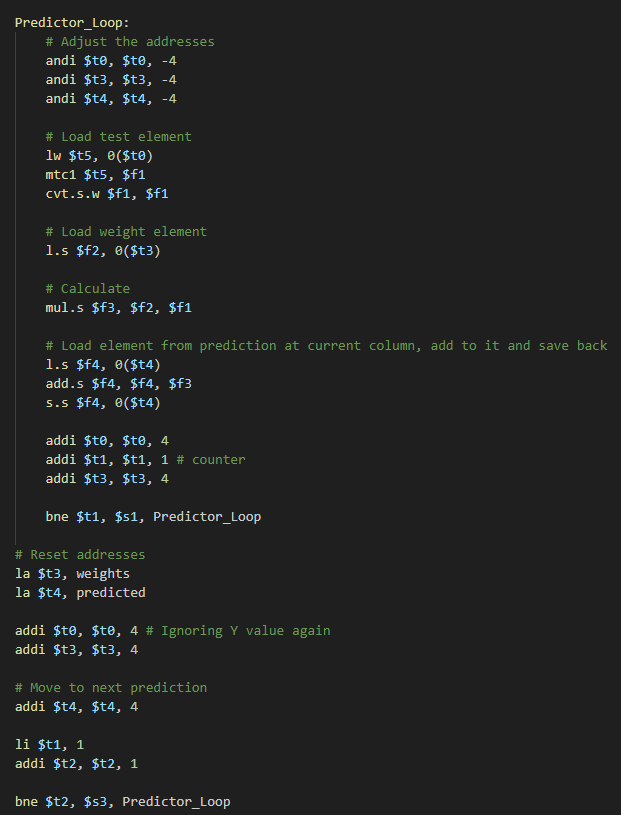 Predictor_Loop:
# Adjust the addresses
andi $t0, $t0, -4
andi $t3, $t3, -4
andi $t4, $t4, -4
# Load test element
lw $t5, 0($t0)
mtc1 $t5, $f1
cvt.s.w $f1, $f1
# Load weight element
l.s $f2, 0($t3)
# Calculate
mul.s $f3, $f2, $f1
# Load element from prediction at current column, add to it and save back
l.s $f4, 0($t4)
add.s $f4, $f4, $f3
s.s $f4, 0($t4)
addi $t0, $t0, 4
addi $t1, $t1, 1 # counter
addi $t3, $t3, 4
bne $t1, $s1, Predictor_Loop
# Reset addresses
la $t3, weights
la $t4, predicted
addi $t0, $t0, 4 # Ignoring Y value again
addi $t3, $t3, 4
# Move to next prediction
addi $t4, $t4, 4
li $t1, 1
addi $t2, $t2, 1
bne $t2, $s3, Predictor_Loop